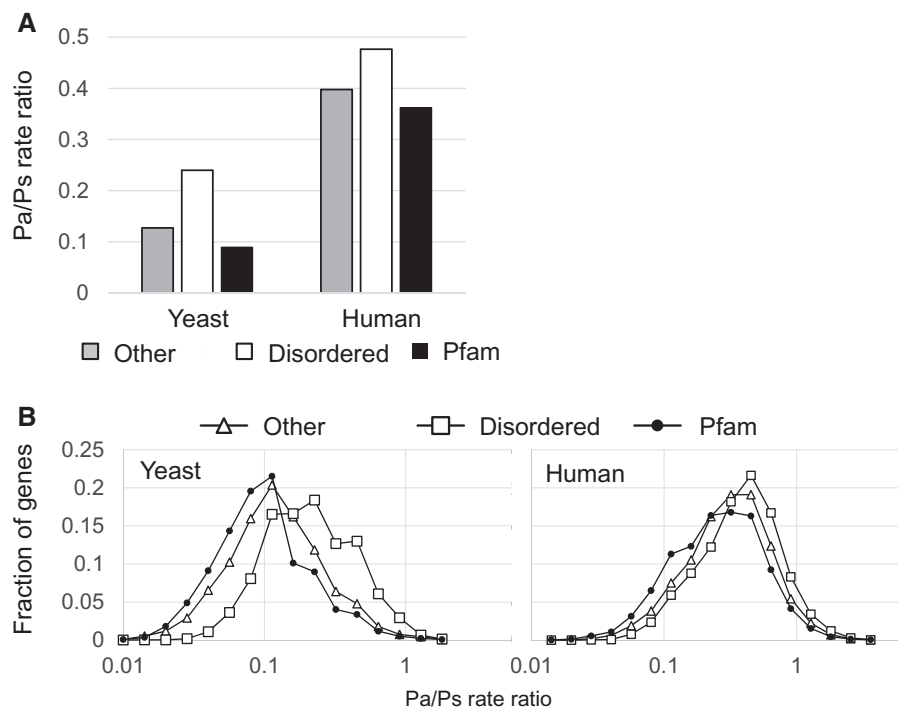 A
0.5
0.4
0.3
0.2
0.1
0
Pa/Ps rate ratio
Yeast Human
Other Disordered Pfam
B
Other Disordered Pfam
0.25
0.2
0.15
0.1
0.05
0
Fraction of genes
Yeast Human
0.01 0.1 1 0.01 0.1 1
Pa/Ps rate ratio